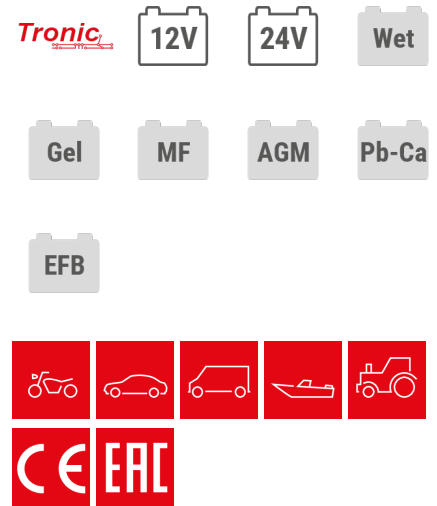 Tronic
12V
24V
Wet
Gel
MF
AGM
Pb-Ca
EFB
CE
EAC